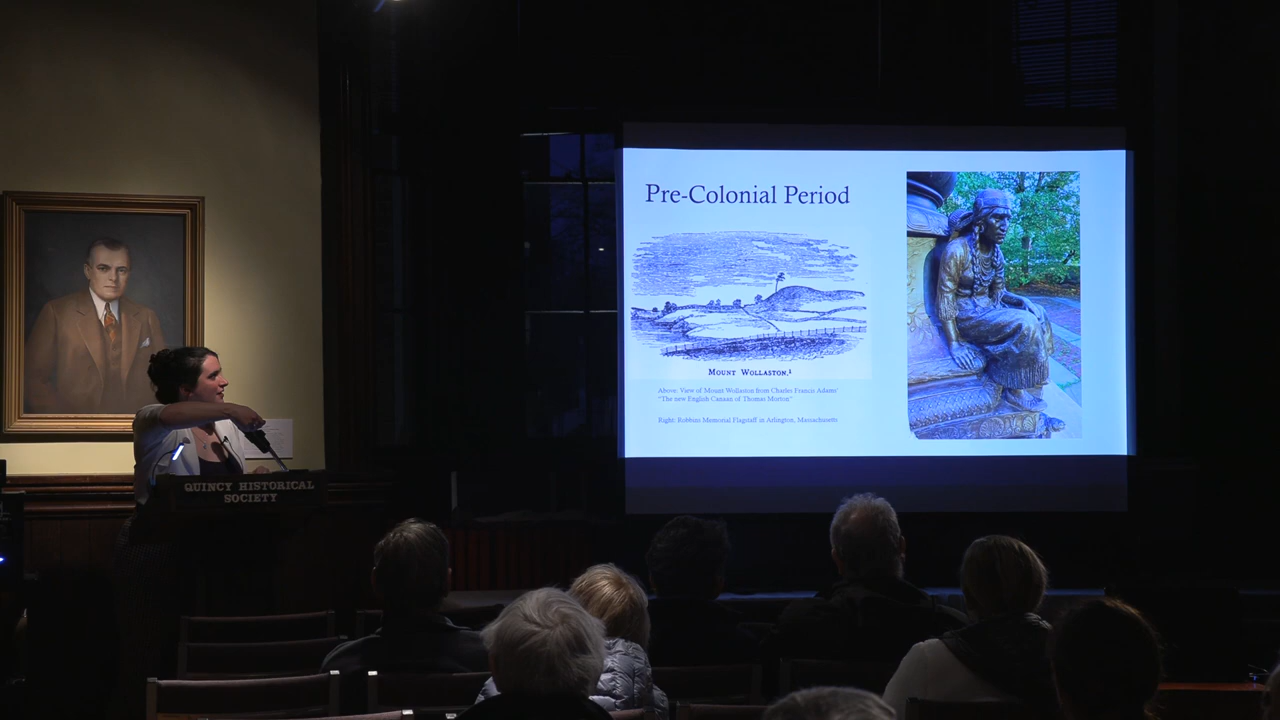 Pre-Colonial Period
MOUNT WOLLASTON.¹
Above: View of Mount Wollaston from Charles Francis Adams'
"The new English Canaan of Thomas Morton"
Right: Robbins Memorial Flagstaff in Arlington, Massachusetts
QUINCY HISTORICAL
SOCIETY